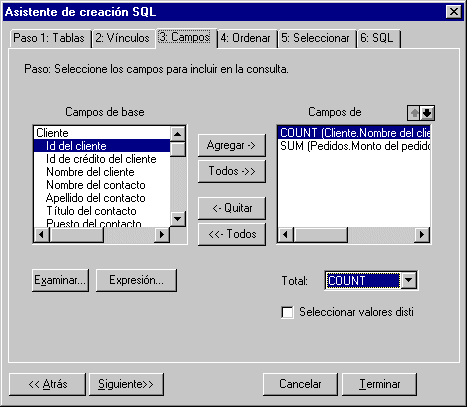 Asistente de creación SQL
Paso 1: Tablas
2: Vínculos
3: Campos
4: Ordenar
5: Seleccionar
6: SQL
Paso: Seleccione los campos para incluir en la consulta.
Campos de base
Campos de
Cliente
Id del cliente
Id de crédito del cliente
Nombre del cliente
Nombre del contacto
Apellido del contacto
Título del contacto
Puesto del contacto
Agregar ->
Todos ->>
<- Quitar
<<- Todos
COUNT (Cliente.Nombre del clie
SUM (Pedidos.Monto del pedido
Examinar...
Expresión...
Total:
COUNT
Seleccionar valores disti
<< Atrás
Siguiente>>
Cancelar
Terminar